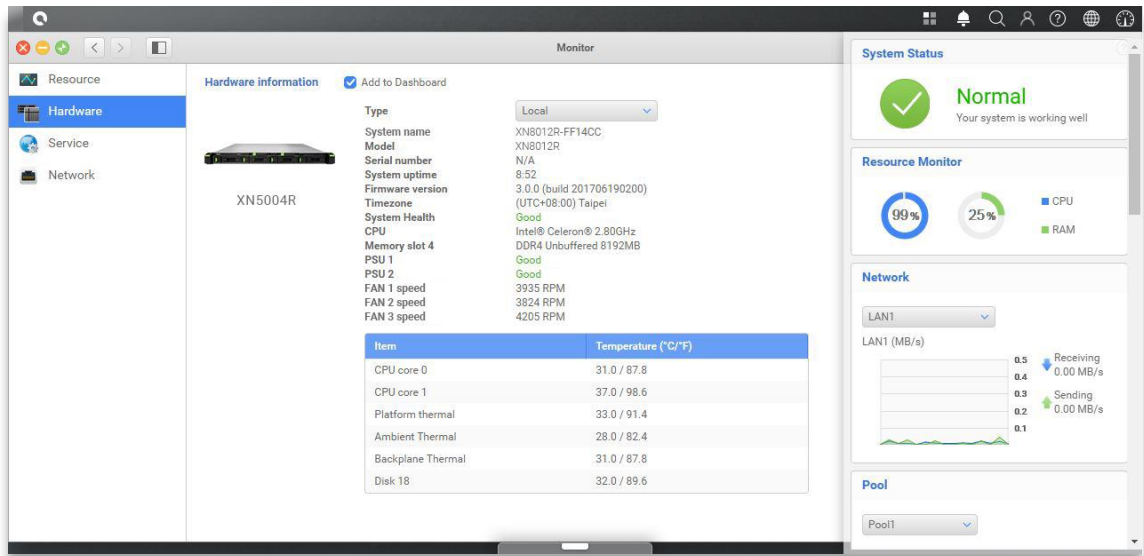 Monitor
Resource
Hardware
Service
Network
Hardware information
Add to Dashboard
XN5004R
Type Local
System name XN8012R-FF14CC
Model XN8012R
Serial number N/A
System uptime 8:52
Firmware version 3.0.0 (build 201706190200)
Timezone (UTC+08:00) Taipei
System Health Good
CPU Intel® Celeron® 2.80GHz
Memory slot 4 DDR4 Unbuffered 8192MB
PSU 1 Good
PSU 2 Good
FAN 1 speed 3935 RPM
FAN 2 speed 3824 RPM
FAN 3 speed 4205 RPM
Item Temperature (°C/°F)
CPU core 0 31.0 / 87.8
CPU core 1 37.0 / 98.6
Platform thermal 33.0 / 91.4
Ambient Thermal 28.0 / 82.4
Backplane Thermal 31.0 / 87.8
Disk 18 32.0 / 89.6
System Status
Normal
Your system is working well
Resource Monitor
99%
25%
CPU
RAM
Network
LAN1
LAN1 (MB/s)
0.5
0.4
0.3
0.2
0.1
Receiving
0.00 MB/s
Sending
0.00 MB/s
Pool
Pool1